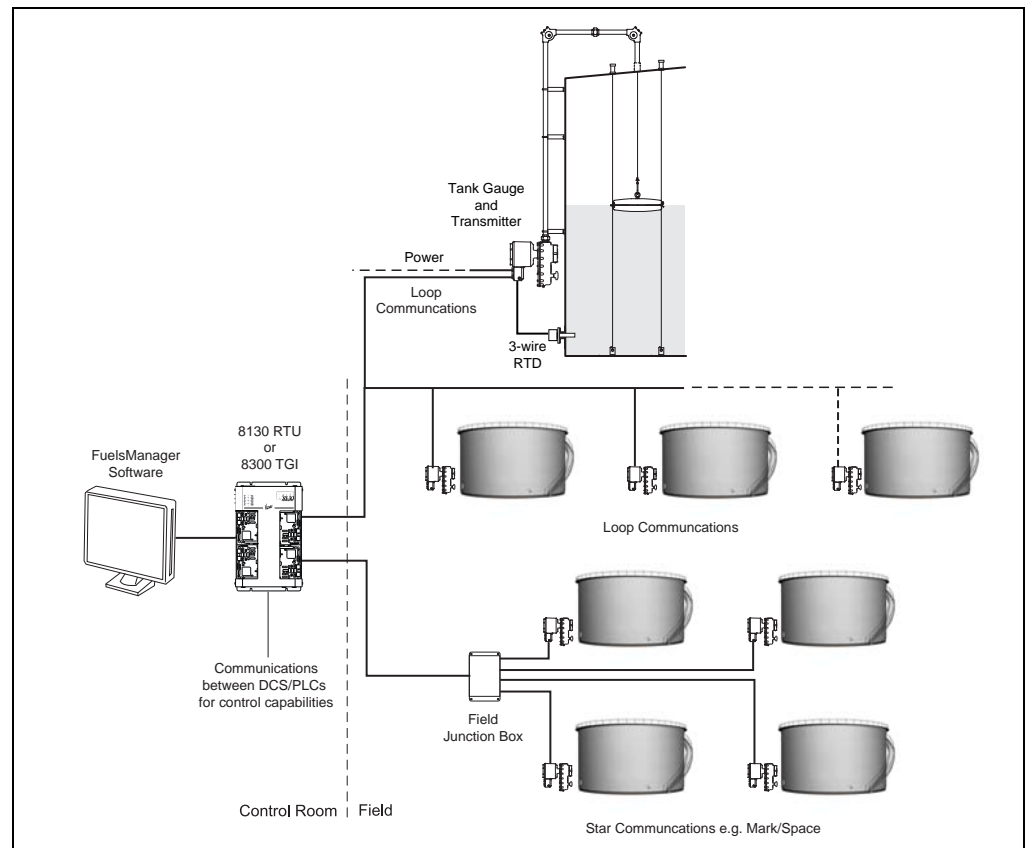 Tank Gauge
and
Transmitter
Power
Loop
Communcations
3-wire
RTD
8130 RTU
or
8300 TGI
FuelsManager
Software
Loop Communcations
Communications
between DCS/PLCs
for control capabilities
Field
Junction Box
Control Room
Field
Star Communcations e.g. Mark/Space